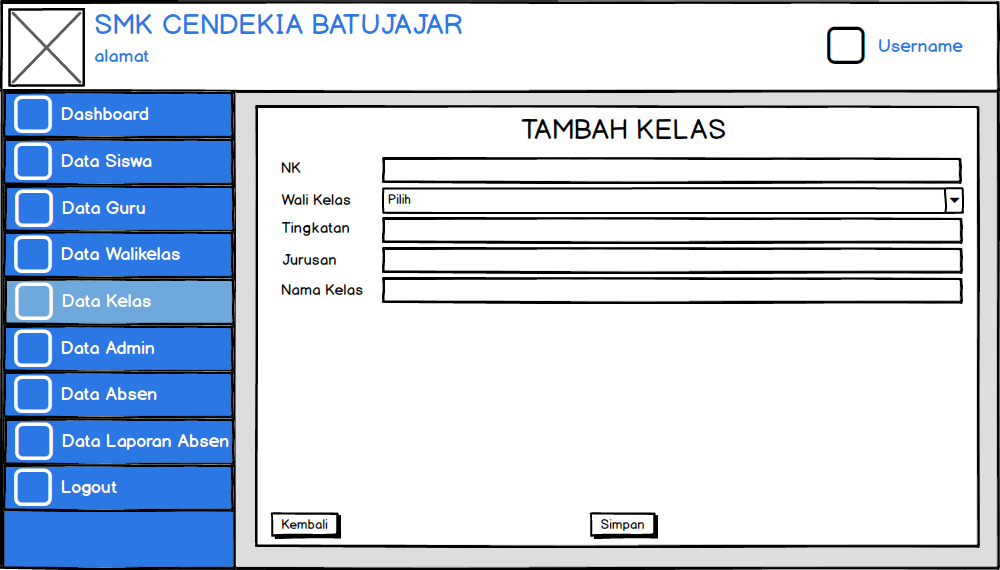 SMK CENDEKIA BATUJAJAR
alamat
Username
Dashboard
Data Siswa
Data Guru
Data Walikelas
Data Kelas
Data Admin
Data Absen
Data Laporan Absen
Logout
TAMBAH KELAS
NK
Wali Kelas Pilih
Tingkatan
Jurusan
Nama Kelas
Kembali Simpan